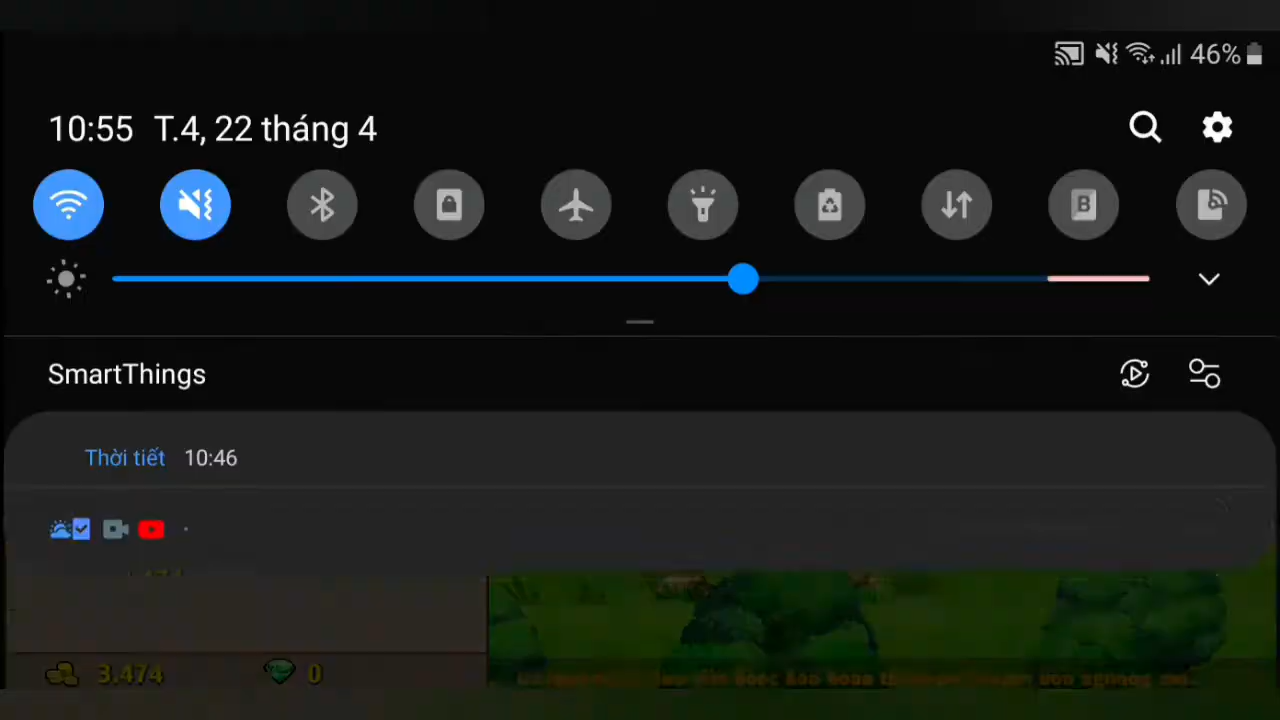 46%
10:55 T.4, 22 tháng 4
B
SmartThings
Thời tiết 10:46
3.474 0